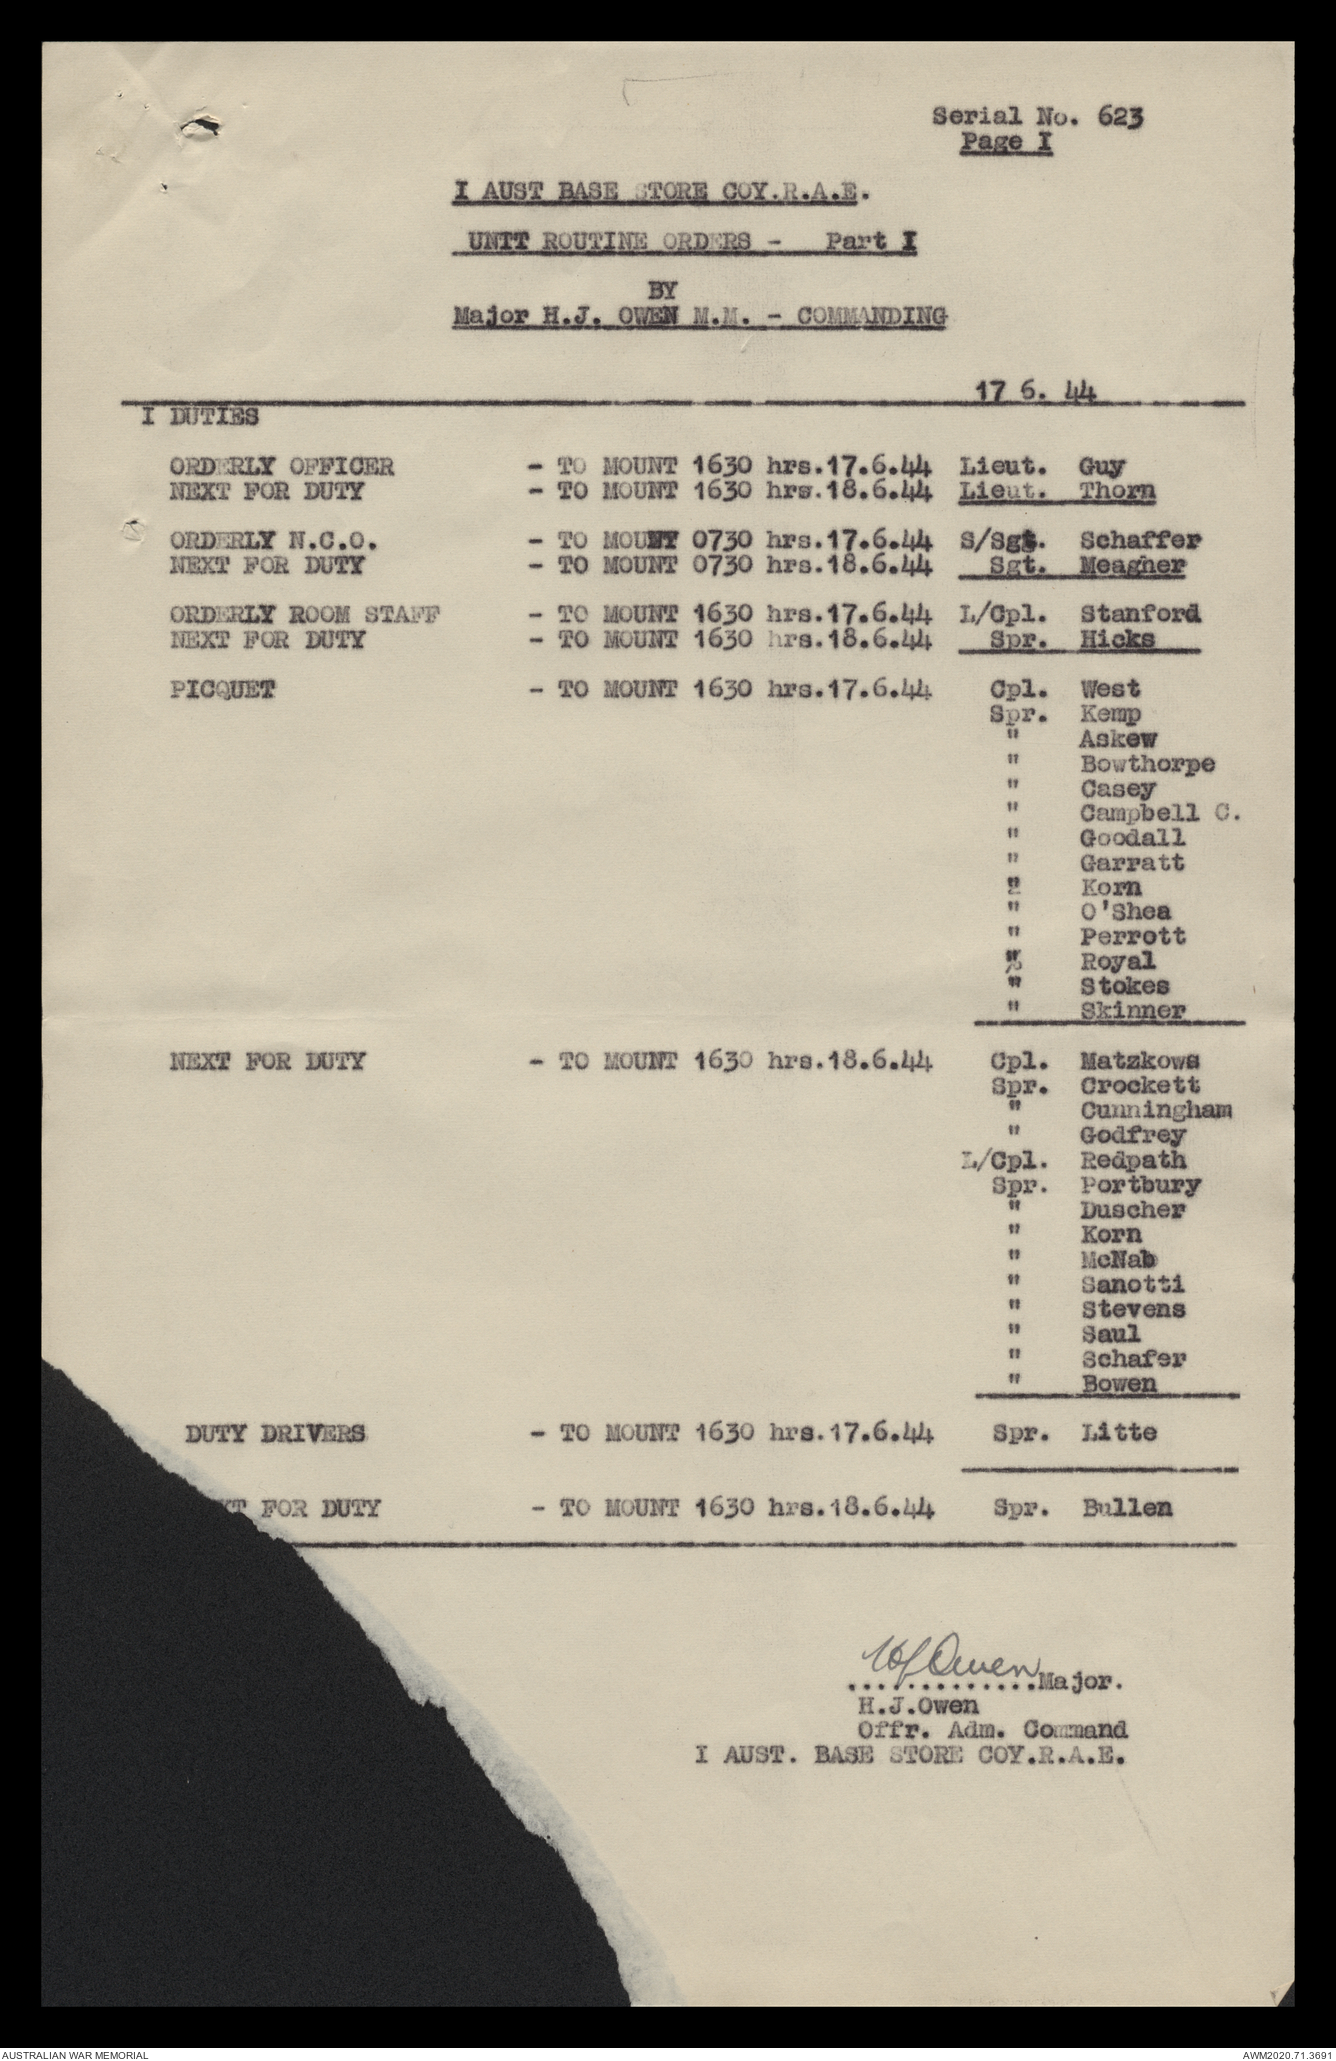 Serial No. 623
Page I
I AUST BASE STORE COY.R.A.E.
UNIT ROUTINE ORDERS - Part I
BY
Major H.J. OWEN M.M. - COMMANDING
17 6. 44
I DUTIES
ORDERLY OFFICER - TO MOUNT 1630 hrs.17.6.44 Lieut. Guy
NEXT FOR DUTY - TO MOUNT 1630 hrs.18.6.44 Lieut. Thorn
ORDERLY N.C.O. - TO MOUNT 0730 hrs.17.6.44 S/Sgt. Schaffer
NEXT FOR DUTY - TO MOUNT 0730 hrs.18.6.44 Sgt. Meagher
ORDERLY ROOM STAFF - TO MOUNT 1630 hrs.17.6.44 L/Cpl. Stanford
NEXT FOR DUTY - TO MOUNT 1630 hrs.18.6.44 Spr. Hicks
PICQUET - TO MOUNT 1630 hrs.17.6.44 Cpl. West
Spr. Kemp
" Askew
" Bowthorpe
" Casey
" Campbell C.
" Goodall
" Garratt
" Korn
" O'Shea
" Perrott
" Royal
" Stokes
" Skinner
NEXT FOR DUTY - TO MOUNT 1630 hrs.18.6.44 Cpl. Matzkows
Spr. Crockett
" Cunningham
" Godfrey
L/Cpl. Redpath
Spr. Portbury
" Duscher
" Korn
" McNab
" Sanotti
" Stevens
" Saul
" Schafer
" Bowen
DUTY DRIVERS - TO MOUNT 1630 hrs.17.6.44 Spr. Litte
XT FOR DUTY - TO MOUNT 1630 hrs.18.6.44 Spr. Bullen
HJ Owen
.............Major.
H.J.Owen
Offr. Adm. Command
I AUST. BASE STORE COY.R.A.E.
AUSTRALIAN WAR MEMORIAL AWM2020.71.3691